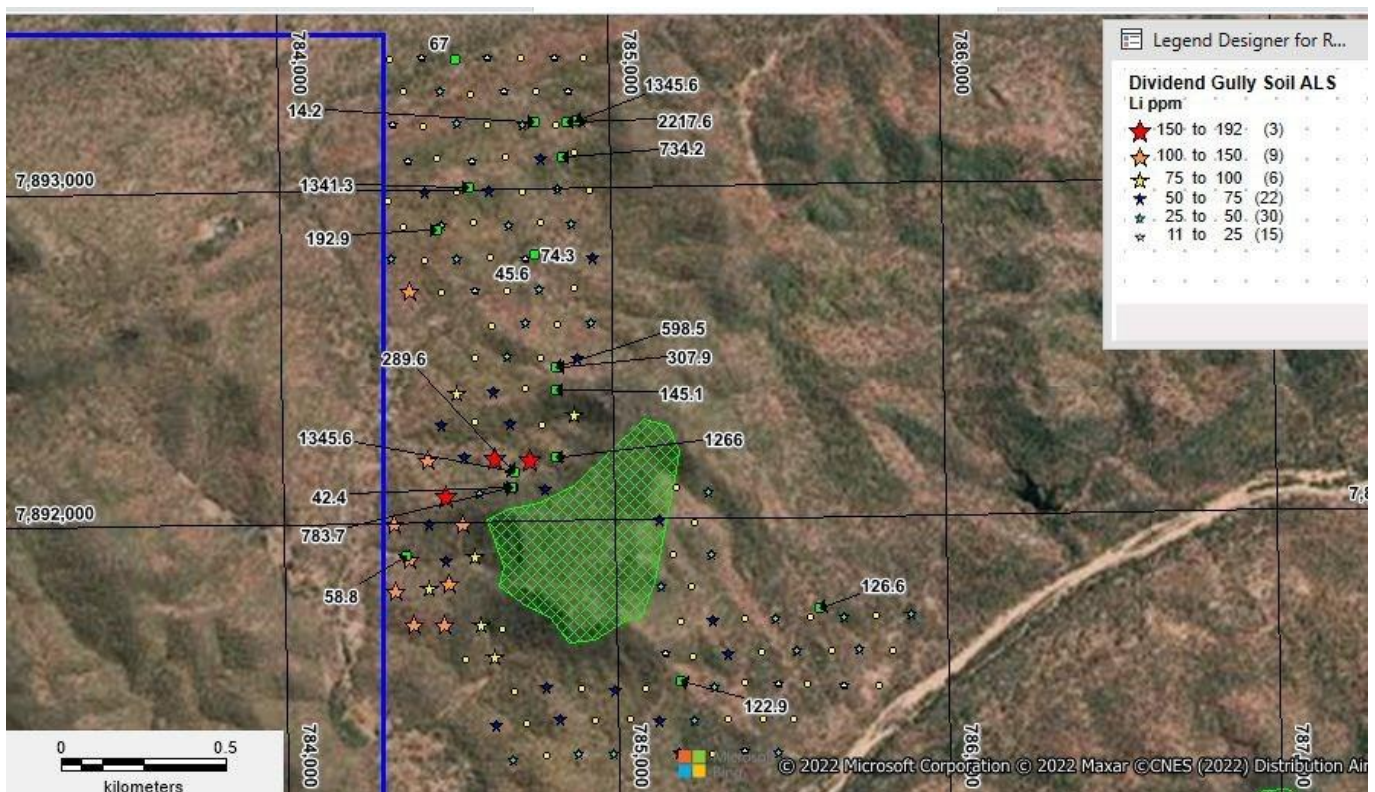 Legend Designer for R...
Dividend Gully Soil ALS
Li ppm
150 to 192 (3)
100 to 150 (9)
75 to 100 (6)
50 to 75 (22)
25 to 50 (30)
11 to 25 (15)
784,000
785,000
786,000
67
14.2
1345.6
2217.6
734.2
7,893,000
1341.3
192.9
74.3
45.6
598.5
307.9
289.6
145.1
1345.6
1266
42.4
7,892,000
783.7
58.8
126.6
122.9
784,000
785,000
0 0.5
kilometers
Microsoft
Bing
© 2022 Microsoft Corporation © 2022 Maxar ©CNES (2022) Distribution Air